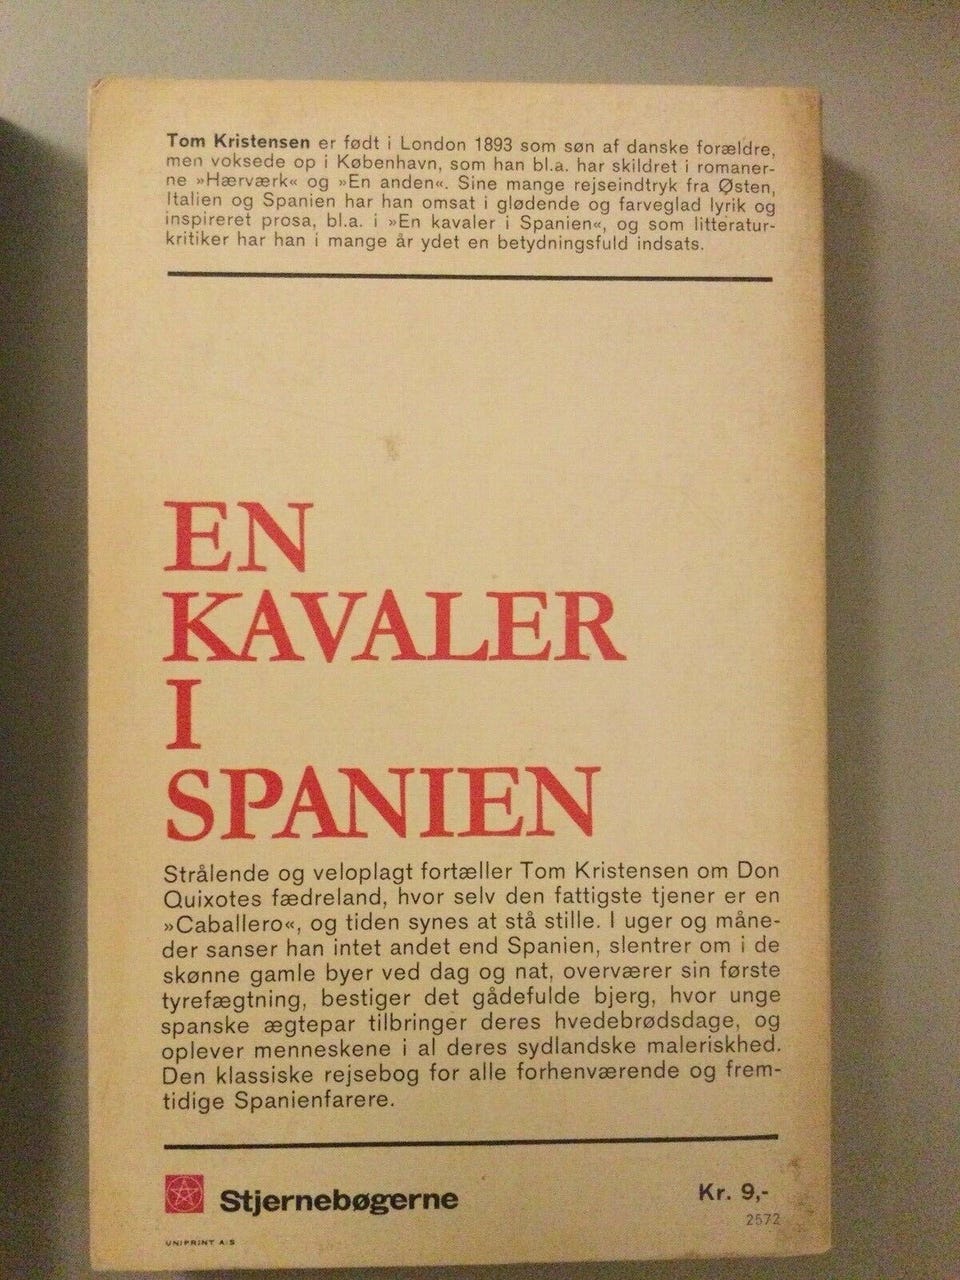 Tom Kristensen er født i London 1893 som søn af danske forældre,
men voksede op i København, som han bl.a. har skildret i romaner-
ne »Hærværk« og »En anden«. Sine mange rejseindtryk fra Østen,
Italien og Spanien har han omsat i glødende og farveglad lyrik og
inspireret prosa, bl.a. i »En kavaler i Spanien«, og som litteratur-
kritiker har han i mange år ydet en betydningsfuld indsats.
EN
KAVALER
I
SPANIEN
Strålende og veloplagt fortæller Tom Kristensen om Don
Quixotes fædreland, hvor selv den fattigste tjener er en
»Caballero«, og tiden synes at stå stille. I uger og måne-
der sanser han intet andet end Spanien, slentrer om i de
skønne gamle byer ved dag og nat, overværer sin første
tyrefægtning, bestiger det gådefulde bjerg, hvor unge
spanske ægtepar tilbringer deres hvedebrødsdage, og
oplever menneskene i al deres sydlandske maleriskhed.
Den klassiske rejsebog for alle forhenværende og frem-
tidige Spanienfarere.
Stjernebøgerne
Kr. 9,-
2572
UNIPRINT A/S